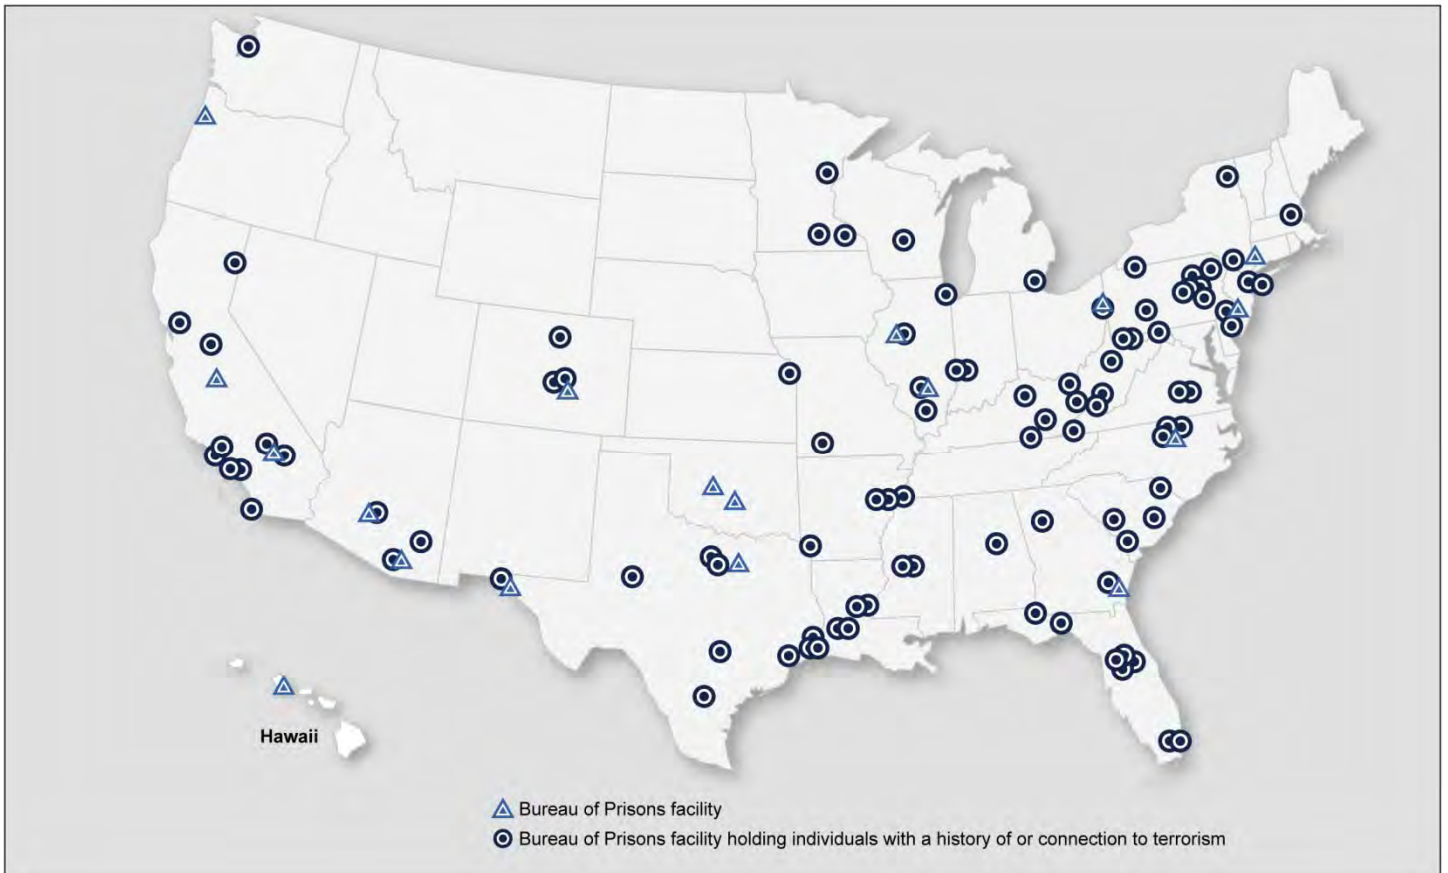 Hawaii
Bureau of Prisons facility
Bureau of Prisons facility holding individuals with a history of or connection to terrorism